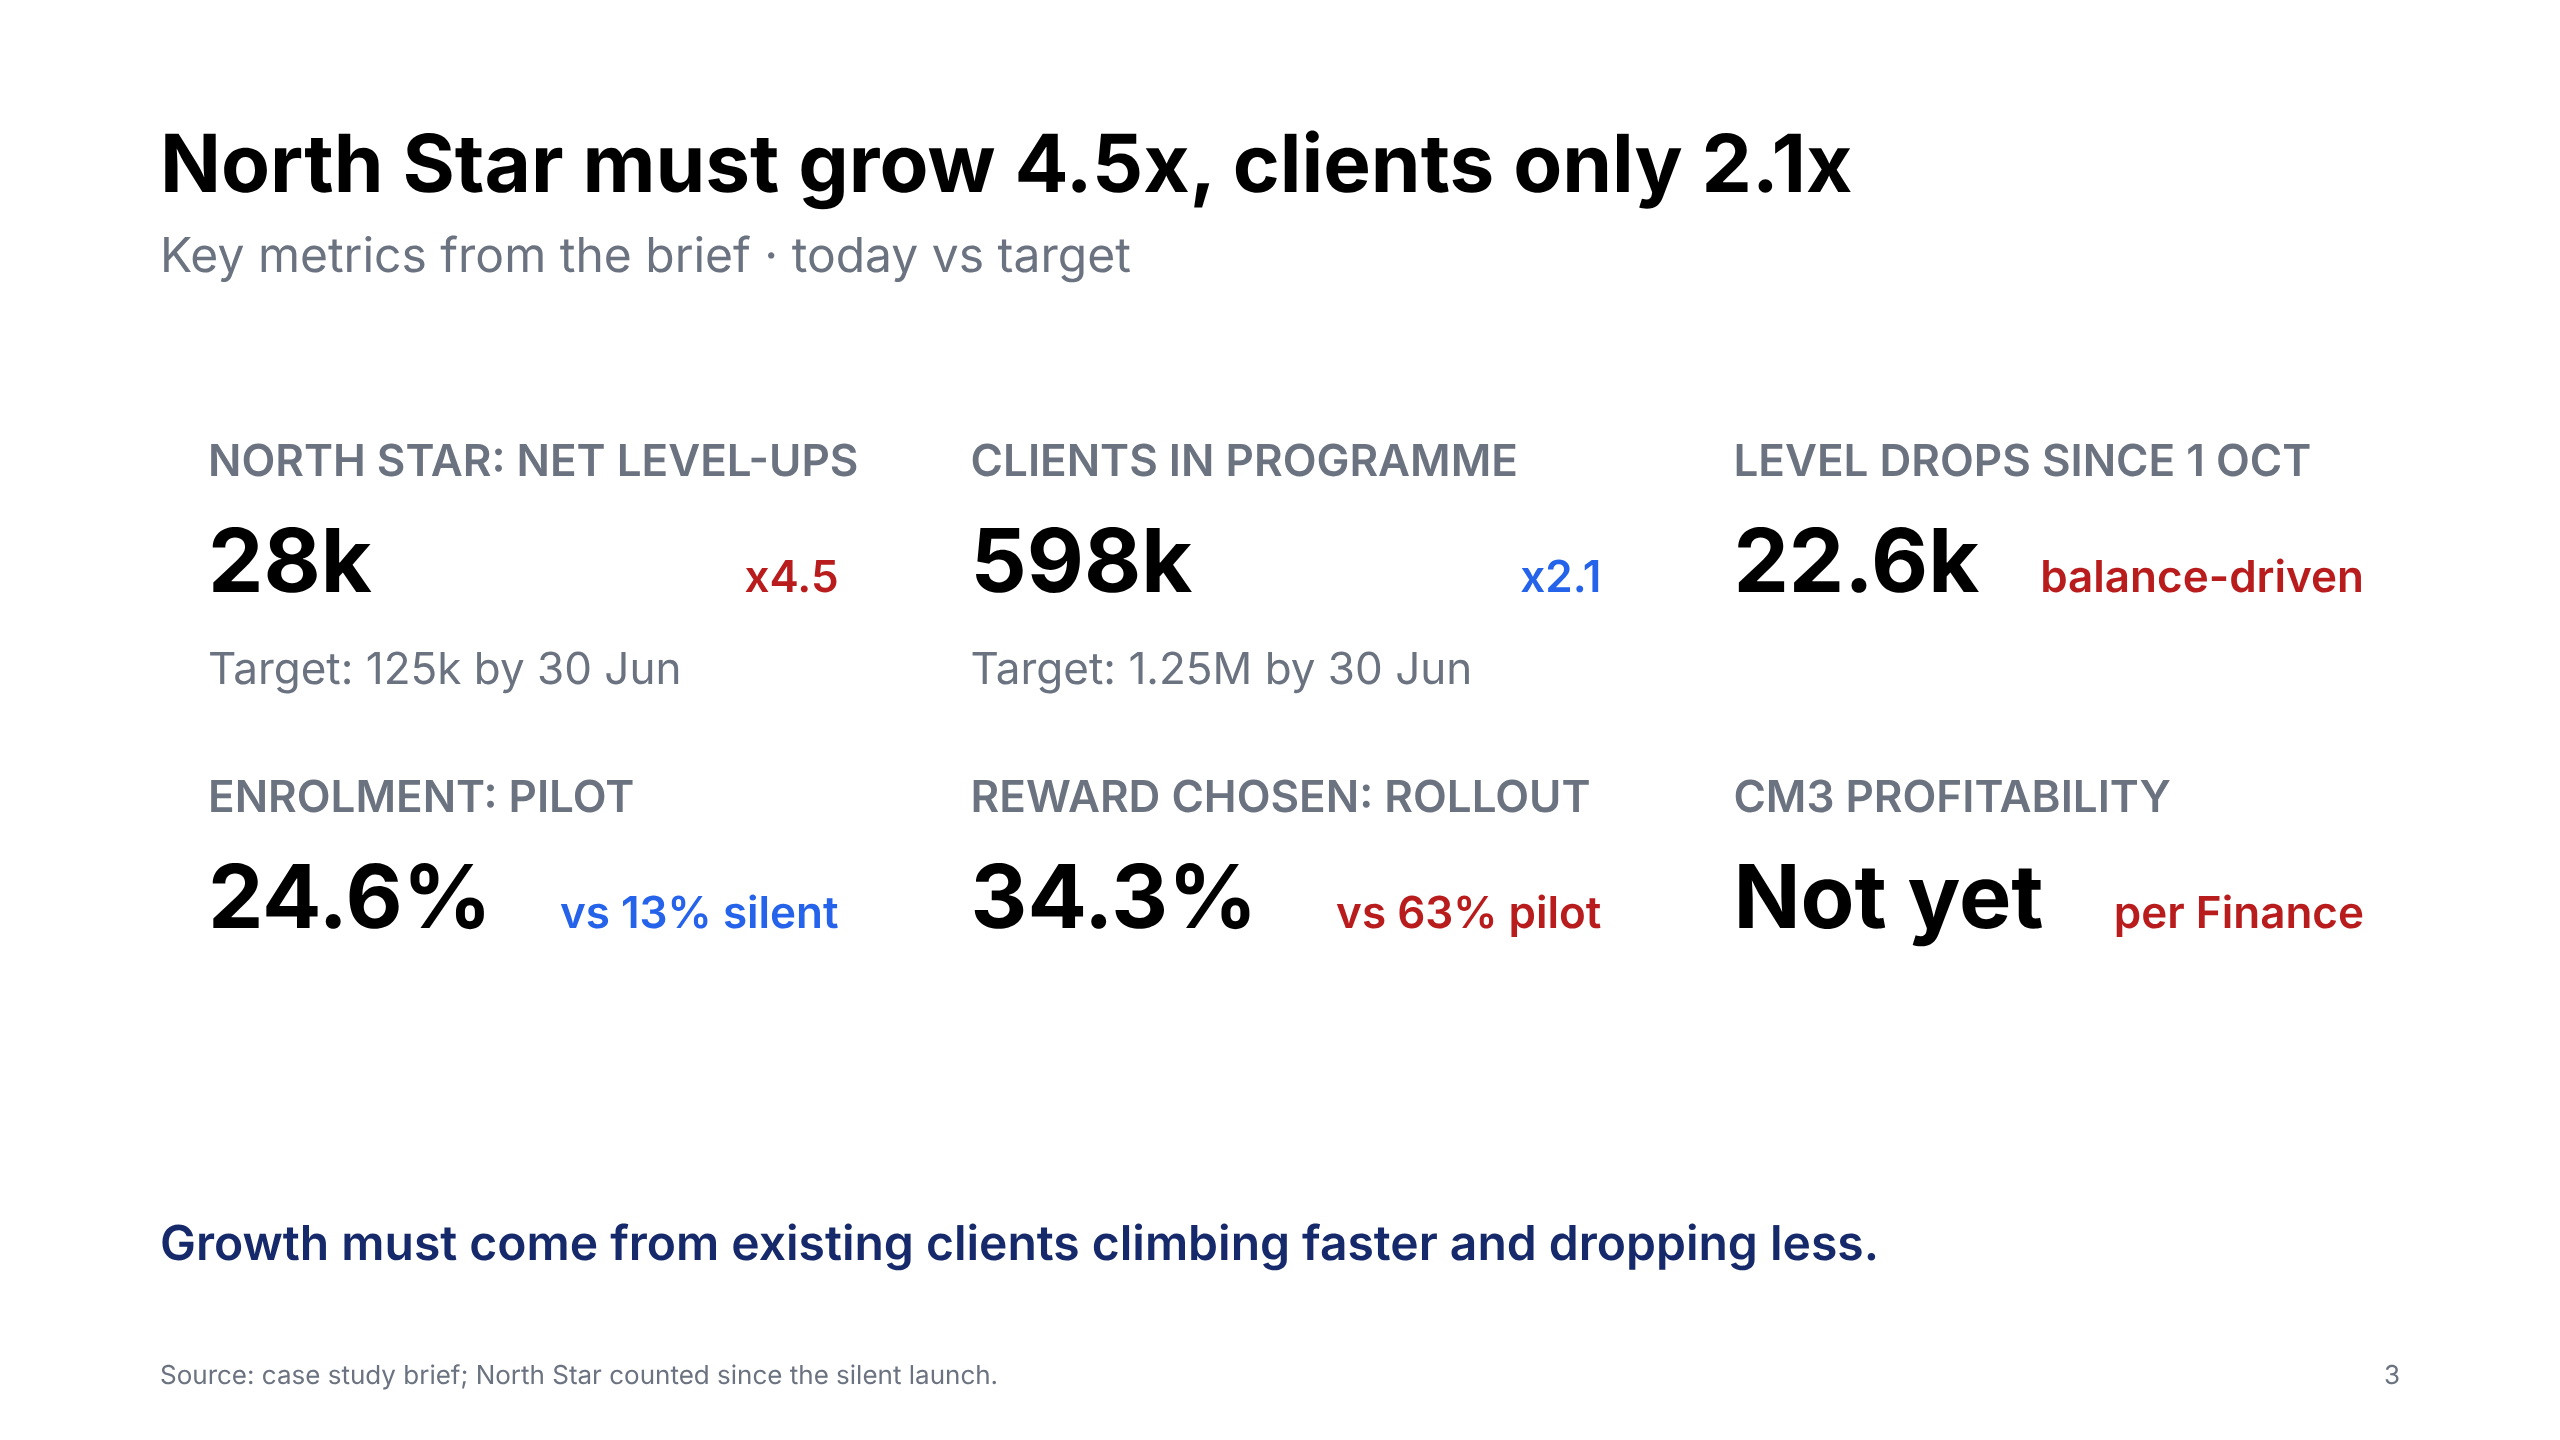 North Star must grow 4.5x, clients only 2.1x
Key metrics from the brief · today vs target
NORTH STAR: NET LEVEL-UPS
28k x4.5
Target: 125k by 30 Jun
CLIENTS IN PROGRAMME
598k x2.1
Target: 1.25M by 30 Jun
LEVEL DROPS SINCE 1 OCT
22.6k balance-driven
ENROLMENT: PILOT
24.6% vs 13% silent
REWARD CHOSEN: ROLLOUT
34.3% vs 63% pilot
CM3 PROFITABILITY
Not yet per Finance
Growth must come from existing clients climbing faster and dropping less.
Source: case study brief; North Star counted since the silent launch.
3